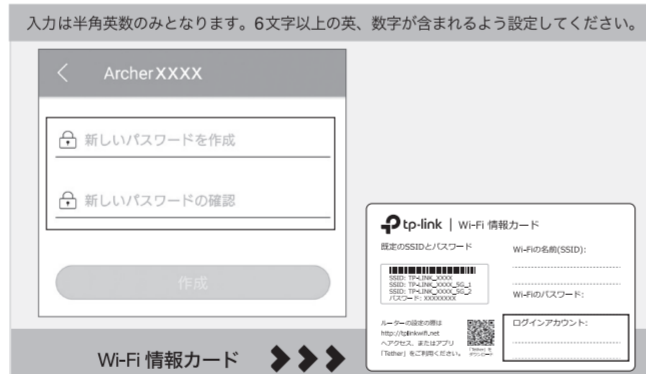 入力は半角英数のみとなります。6文字以上の英、数字が含まれるよう設定してください。
Archer XXXX
新しいパスワードを作成
新しいパスワードの確認
作成
tp-link | Wi-Fi 情報カード
既定のSSIDとパスワード
SSID: TP-LINK_XXXX
SSID: TP-LINK_XXXX_5G_1
SSID: TP-LINK_XXXX_5G_2
パスワード: XXXXXXXX
Wi-Fiの名前(SSID):
Wi-Fiのパスワード:
ルーターの設定の際は
http://tplinkwifi.net
へアクセス、またはアプリ
「Tether」をご利用ください。
「Tether」を
ダウンロード
ログインアカウント:
Wi-Fi 情報カード